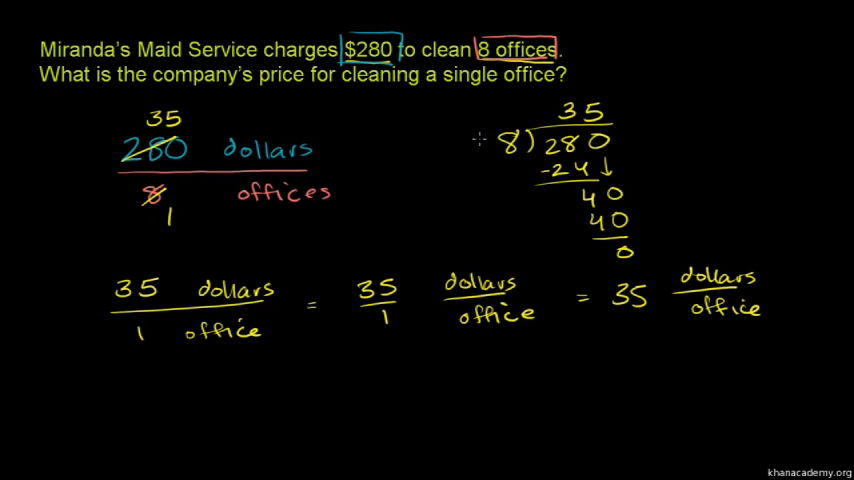 Miranda's Maid Service charges $280 to clean 8 offices.
What is the company's price for cleaning a single office?
35
280 dollars
8 offices
1
35
8)280
-24↓
40
40
0
35 dollars
1 office
=
35 dollars
1 office
= 35 dollars
office
khanacademy.org